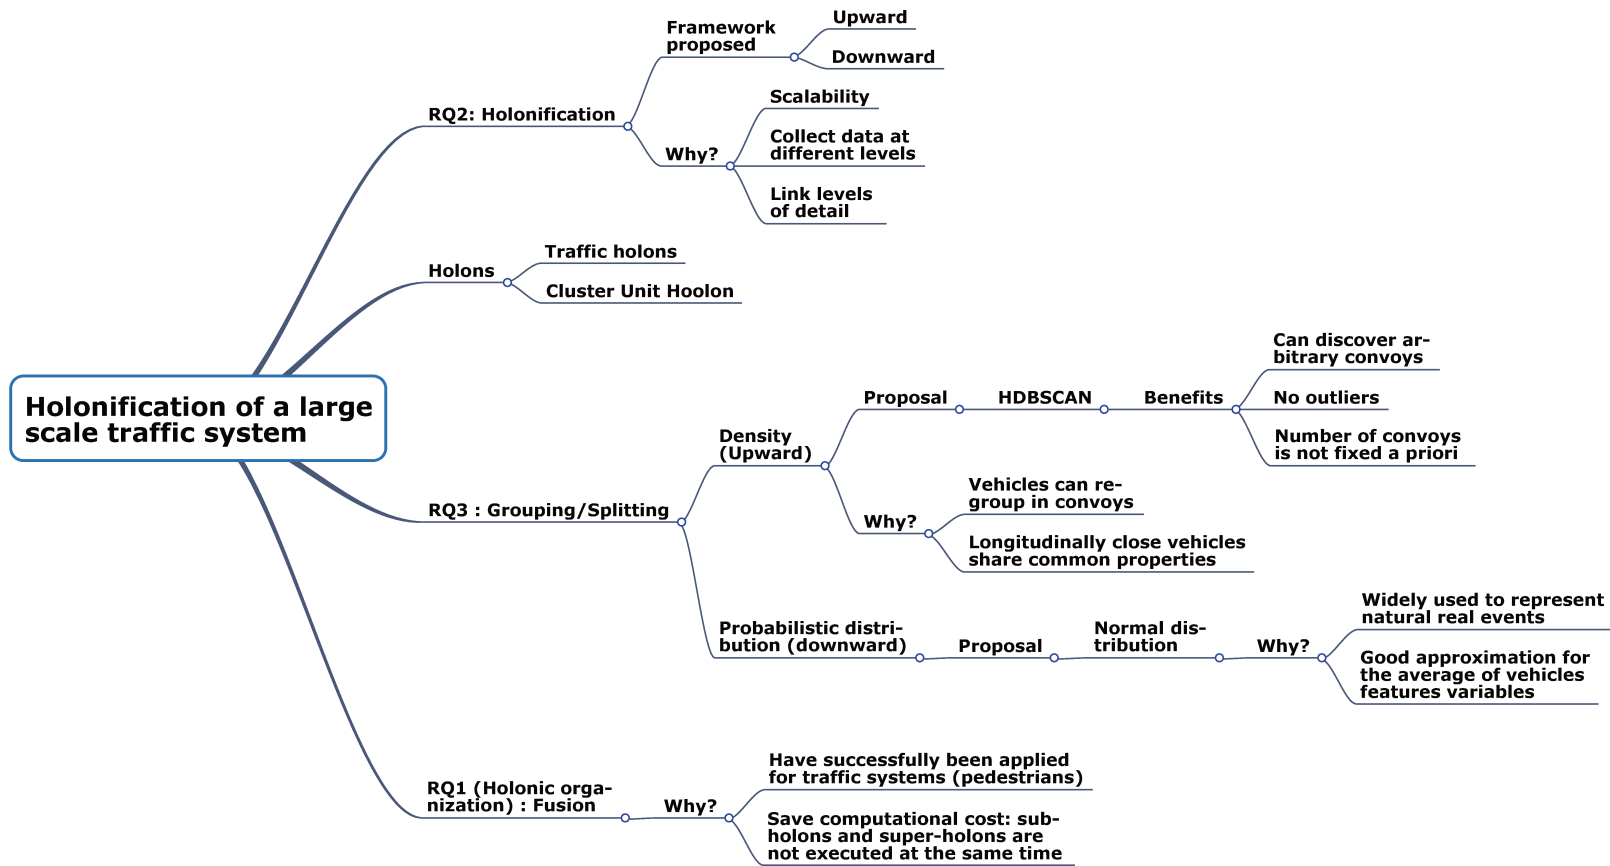 Holonification of a large
scale traffic system
RQ2: Holonification
Framework
proposed
Upward
Downward
Why?
Scalability
Collect data at
different levels
Link levels
of detail
Holons
Traffic holons
Cluster Unit Hoolon
RQ3 : Grouping/Splitting
Density
(Upward)
Proposal
HDBSCAN
Benefits
Can discover ar-
bitrary convoys
No outliers
Number of convoys
is not fixed a priori
Why?
Vehicles can re-
group in convoys
Longitudinally close vehicles
share common properties
Probabilistic distri-
bution (downward)
Proposal
Normal dis-
tribution
Why?
Widely used to represent
natural real events
Good approximation for
the average of vehicles
features variables
RQ1 (Holonic orga-
nization) : Fusion
Why?
Have successfully been applied
for traffic systems (pedestrians)
Save computational cost: sub-
holons and super-holons are
not executed at the same time